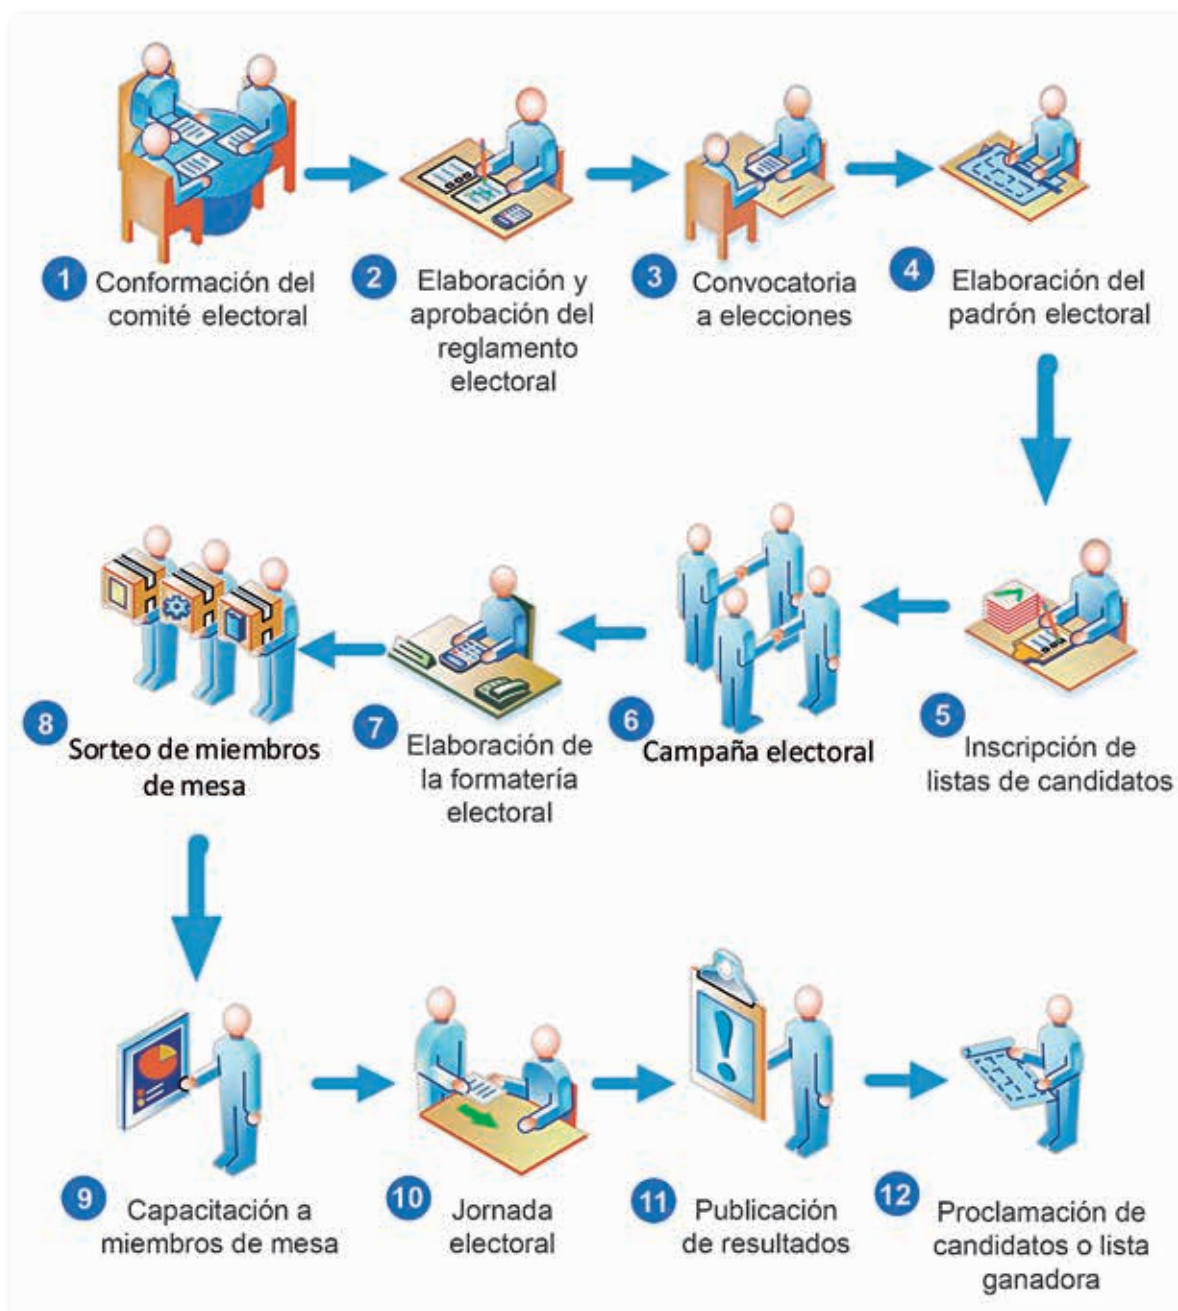 1 Conformación del
comité electoral
2 Elaboración y
aprobación del
reglamento
electoral
3 Convocatoria
a elecciones
4 Elaboración del
padrón electoral
5 Inscripción de
listas de candidatos
6 Campaña electoral
7 Elaboración de
la formatería
electoral
8 Sorteo de miembros
de mesa
9 Capacitación a
miembros de mesa
10 Jornada
electoral
11 Publicación
de resultados
12 Proclamación de
candidatos o lista
ganadora